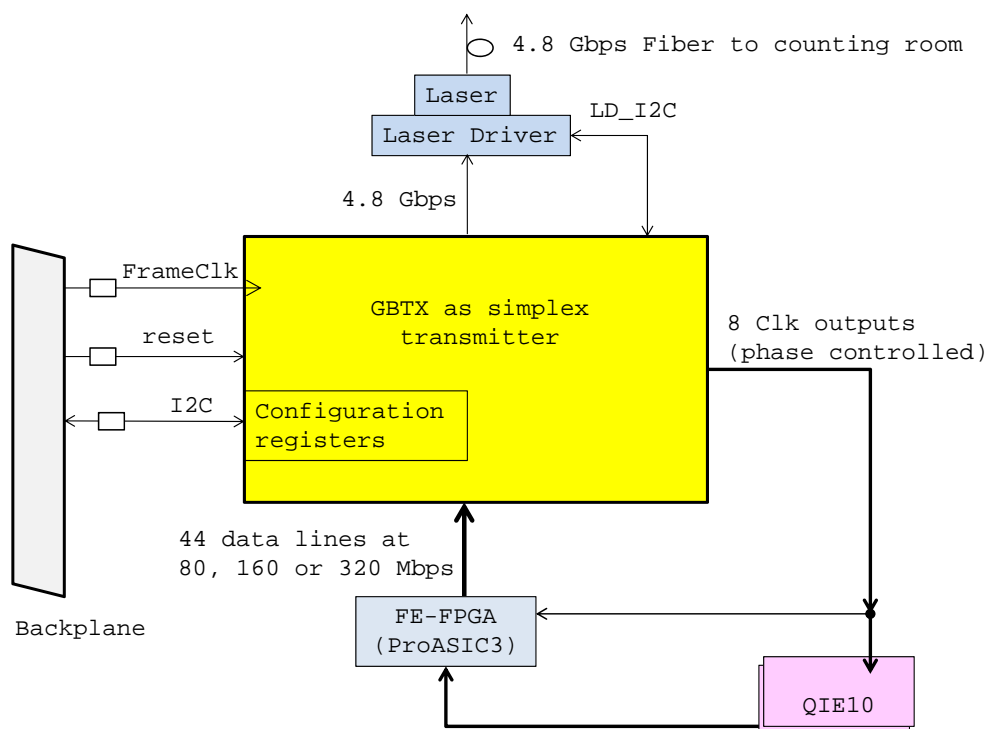 4.8 Gbps Fiber to counting room
Laser
LD_I2C
Laser Driver
4.8 Gbps
FrameClk
GBTX as simplex
transmitter
8 Clk outputs
(phase controlled)
reset
I2C
Configuration
registers
44 data lines at
80, 160 or 320 Mbps
FE-FPGA
(ProASIC3)
Backplane
QIE10